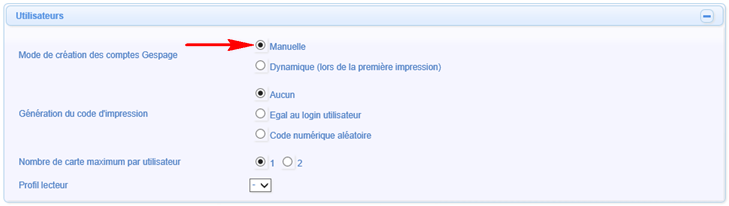 Utilisateurs
Mode de création des comptes Gespage
Manuelle
Dynamique (lors de la première impression)
Génération du code d'impression
Aucun
Egal au login utilisateur
Code numérique aléatoire
Nombre de carte maximum par utilisateur
1 2
Profil lecteur
-